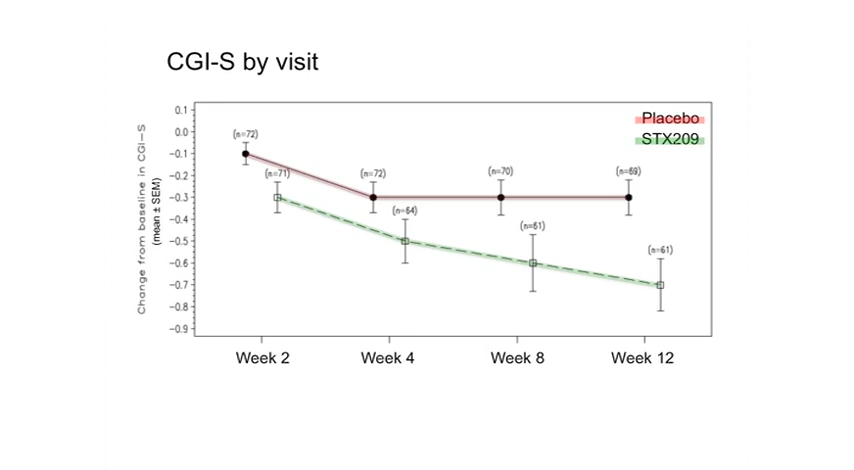 CGI-S by visit
Change from baseline in CGI-S
(mean ± SEM)
0.1
0.0
-0.1
-0.2
-0.3
-0.4
-0.5
-0.6
-0.7
-0.8
-0.9
Placebo
STX209
(n=72)
(n=71)
(n=72)
(n=64)
(n=70)
(n=61)
(n=69)
(n=61)
Week 2
Week 4
Week 8
Week 12